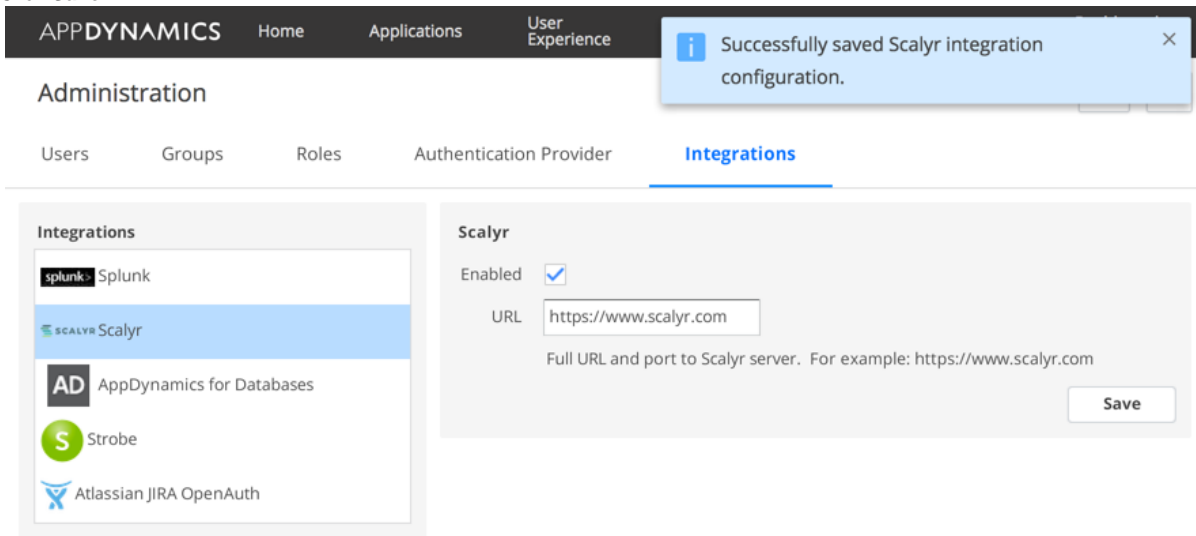 APPDYNAMICS Home Applications User Experience
Successfully saved Scalyr integration
configuration.
Administration
Users Groups Roles Authentication Provider Integrations
Integrations
splunk> Splunk
SCALYR Scalyr
AD AppDynamics for Databases
S Strobe
Atlassian JIRA OpenAuth
Scalyr
Enabled
URL https://www.scalyr.com
Full URL and port to Scalyr server. For example: https://www.scalyr.com
Save